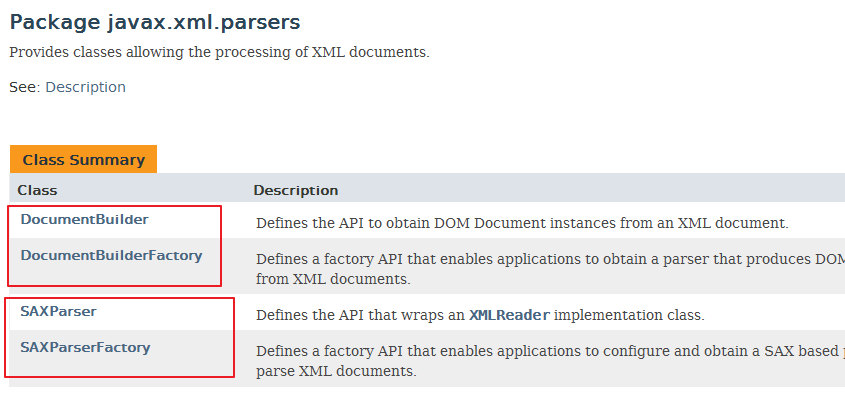 Package javax.xml.parsers
Provides classes allowing the processing of XML documents.
See: Description
Class Summary
Class Description
DocumentBuilder Defines the API to obtain DOM Document instances from an XML document.
DocumentBuilderFactory Defines a factory API that enables applications to obtain a parser that produces DOM
from XML documents.
SAXParser Defines the API that wraps an XMLReader implementation class.
SAXParserFactory Defines a factory API that enables applications to configure and obtain a SAX based
parse XML documents.